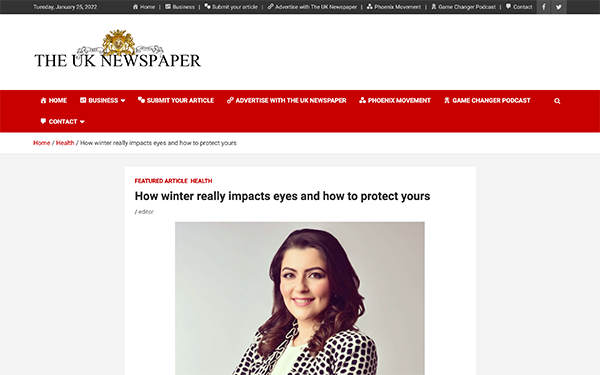 Tuesday, January 25, 2022 Home | Business | Submit your article | Advertise with The UK Newspaper | Phoenix Movement | Game Changer Podcast | Contact
THE UK NEWSPAPER
HOME BUSINESS SUBMIT YOUR ARTICLE ADVERTISE WITH THE UK NEWSPAPER PHOENIX MOVEMENT GAME CHANGER PODCAST
CONTACT
Home / Health / How winter really impacts eyes and how to protect yours
FEATURED ARTICLE HEALTH
How winter really impacts eyes and how to protect yours
/ editor